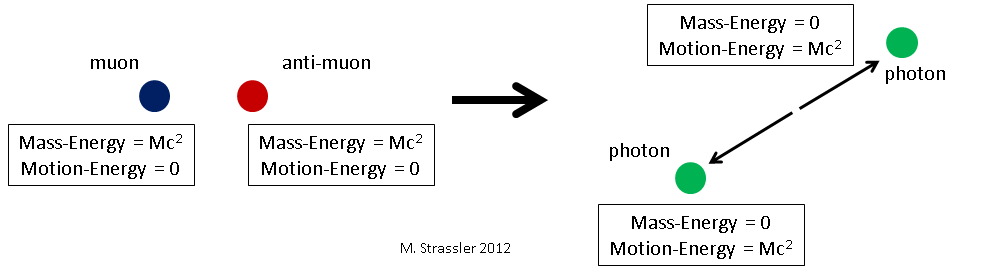 muon
anti-muon
Mass-Energy = Mc²
Motion-Energy = 0
Mass-Energy = Mc²
Motion-Energy = 0
Mass-Energy = 0
Motion-Energy = Mc²
photon
photon
Mass-Energy = 0
Motion-Energy = Mc²
M. Strassler 2012